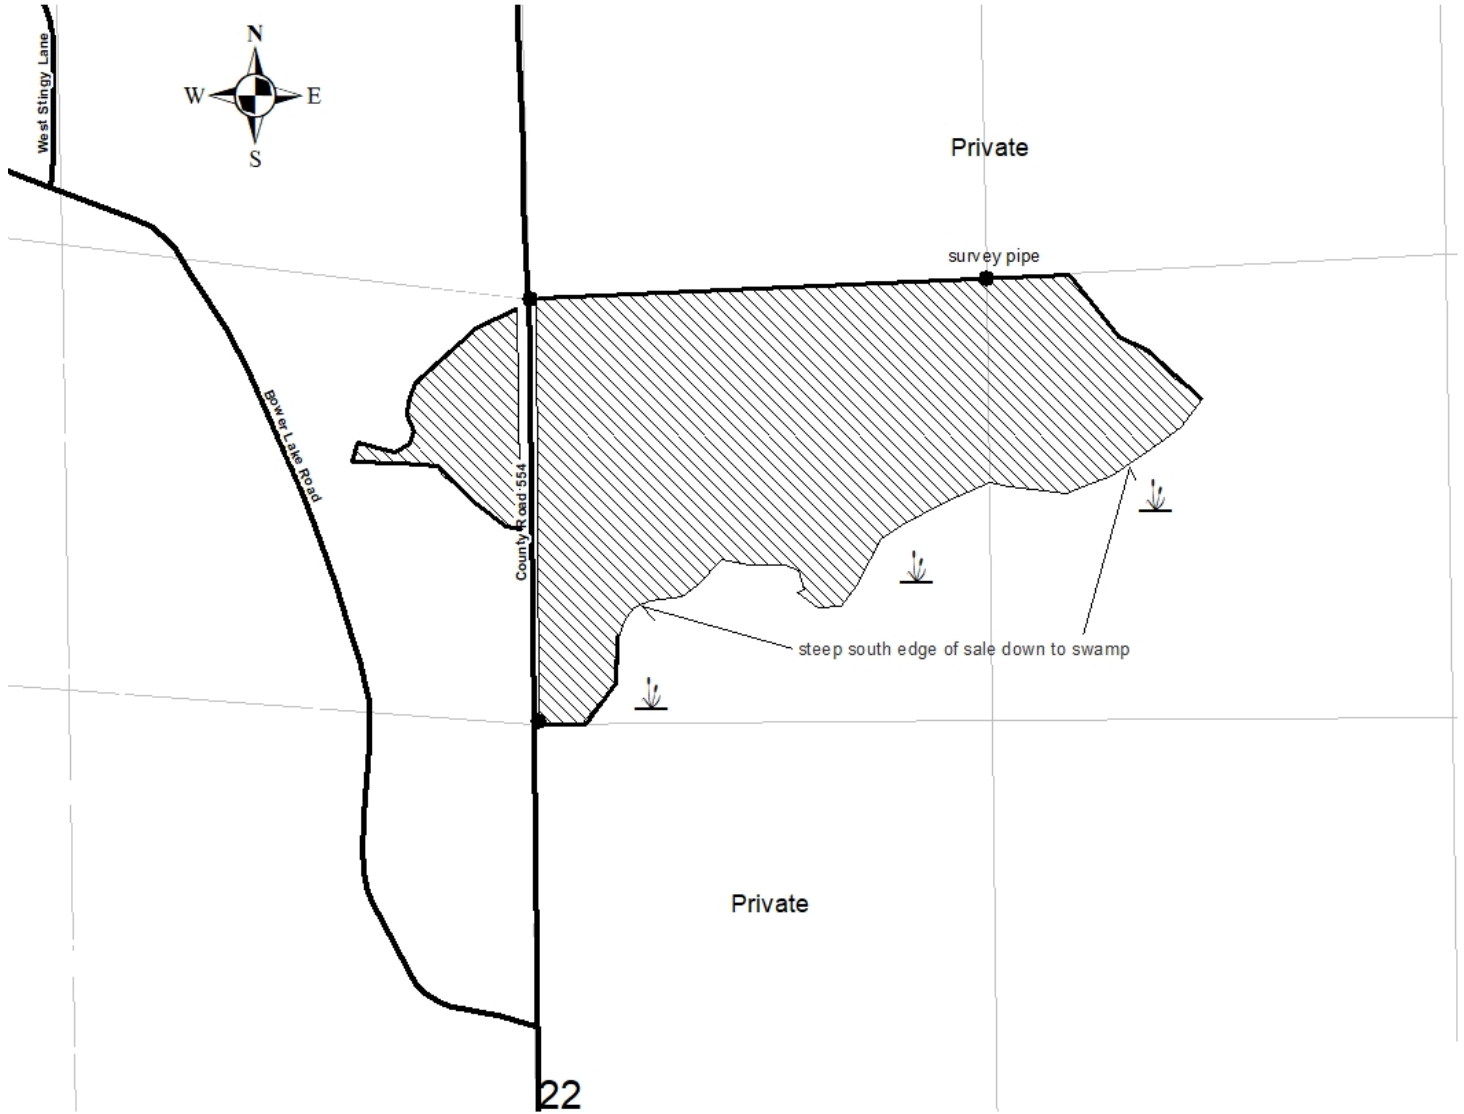 West Stingy Lane
N
W
E
S
Private
survey pipe
Bower Lake Road
County Road 554
steep south edge of sale down to swamp
Private
22